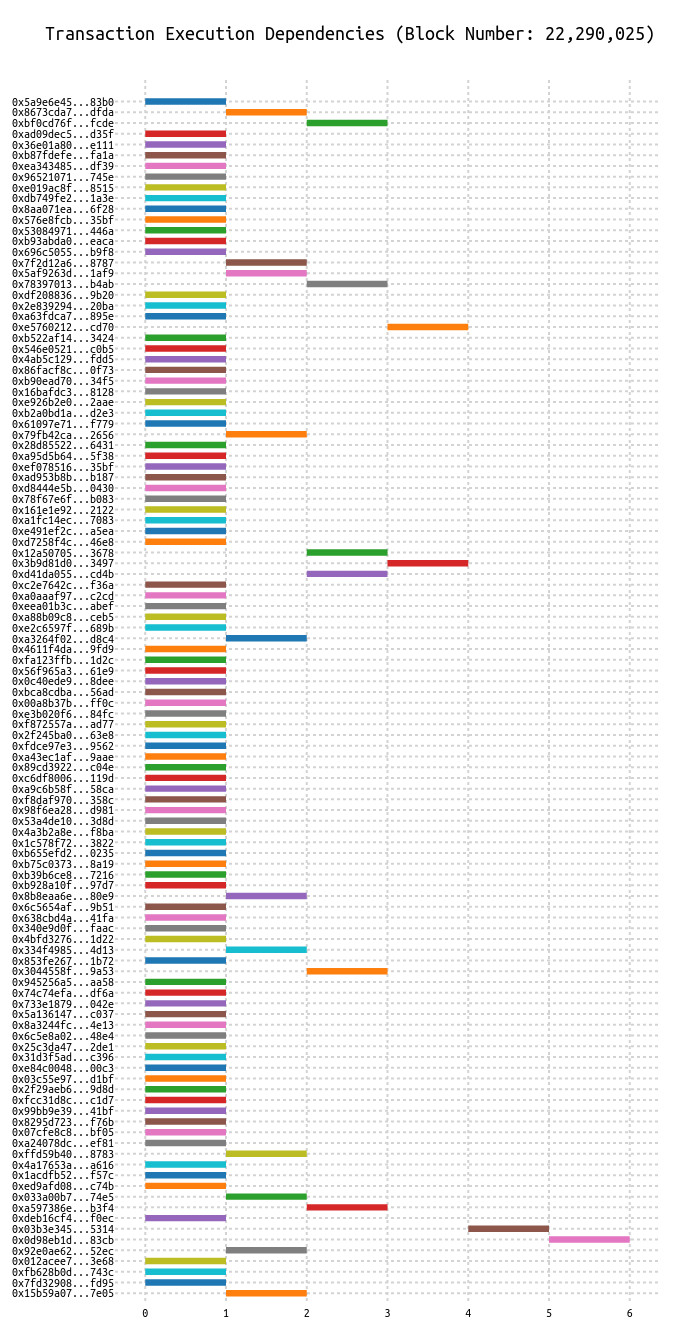 Transaction Execution Dependencies (Block Number: 22,290,025)
0x5a9e6e45...83b0
0x8673cda7...dfda
0xbf0cd76f...fcde
0xad09dec5...d35f
0x36e01a80...e111
0xb87fdefe...fa1a
0xea343485...df39
0x96521071...745e
0xe019ac8f...8515
0xdb749fe2...1a3e
0x8aa071ea...6f28
0x576e8fcb...35bf
0x53084971...446a
0xb93abda0...eaca
0x696c5055...b9f8
0x7f2d12a6...8787
0x5af9263d...1af9
0x78397013...b4ab
0xdf208836...9b20
0x2e839294...20ba
0xa63fdca7...895e
0xe5760212...cd70
0xb522af14...3424
0x546e0521...c0b5
0x4ab5c129...fdd5
0x86facf8c...0f73
0xb90ead70...34f5
0x16bafdc3...8128
0xe926b2e0...2aae
0xb2a0bd1a...d2e3
0x61097e71...f779
0x79fb42ca...2656
0x28d85522...6431
0xa95d5b64...5f38
0xef078516...35bf
0xad953b8b...b187
0xd8444e5b...0430
0x78f67e6f...b083
0x161e1e92...2122
0xa1fc14ec...7083
0xe491ef2c...a5ea
0xd7258f4c...46e8
0x12a50705...3678
0x3b9d81d0...3497
0xd41da055...cd4b
0xc2e7642c...f36a
0xa0aaaf97...c2cd
0xeea01b3c...abef
0xa88b09c8...ceb5
0xe2c6597f...689b
0xa3264f02...d8c4
0x4611f4da...9fd9
0xfa123ffb...1d2c
0x56f965a3...61e9
0x0c40ede9...8dee
0xbca8cdba...56ad
0x00a8b37b...ff0c
0xe3b020f6...84fc
0xf872557a...ad77
0x2f245ba0...63e8
0xfdce97e3...9562
0xa43ec1af...9aae
0x89cd3922...c04e
0xc6df8006...119d
0xa9c6b58f...58ca
0xf8daf970...358c
0x98f6ea28...d981
0x53a4de10...3d8d
0x4a3b2a8e...f8ba
0x1c578f72...3822
0xb655efd2...0235
0xb75c0373...8a19
0xb39b6ce8...7216
0xb928a10f...97d7
0x8b8eaa6e...80e9
0x6c5654af...9b51
0x638cbd4a...41fa
0x340e9d0f...faac
0x4bfd3276...1d22
0x334f4985...4d13
0x853fe267...1b72
0x3044558f...9a53
0x945256a5...aa58
0x74c74efa...df6a
0x733e1879...042e
0x5a136147...c037
0x8a3244fc...4e13
0x6c5e8a02...48e4
0x25c3da47...2de1
0x31d3f5ad...c396
0xe84c0048...00c3
0x03c55e97...d1bf
0x2f29aeb6...9d8d
0xfcc31d8c...c1d7
0x99bb9e39...41bf
0x8295d723...f76b
0x07cfe8c8...bf05
0xa24078dc...ef81
0xffd59b40...8783
0x4a17653a...a616
0x1acdfb52...f57c
0xed9afd08...c74b
0x033a00b7...74e5
0xa597386e...b3f4
0xdeb16cf4...f0ec
0x03b3e345...5314
0x0d98eb1d...83cb
0x92e0ae62...52ec
0x012acee7...3e68
0xfb628b0d...743c
0x7fd32908...fd95
0x15b59a07...7e05
0 1 2 3 4 5 6